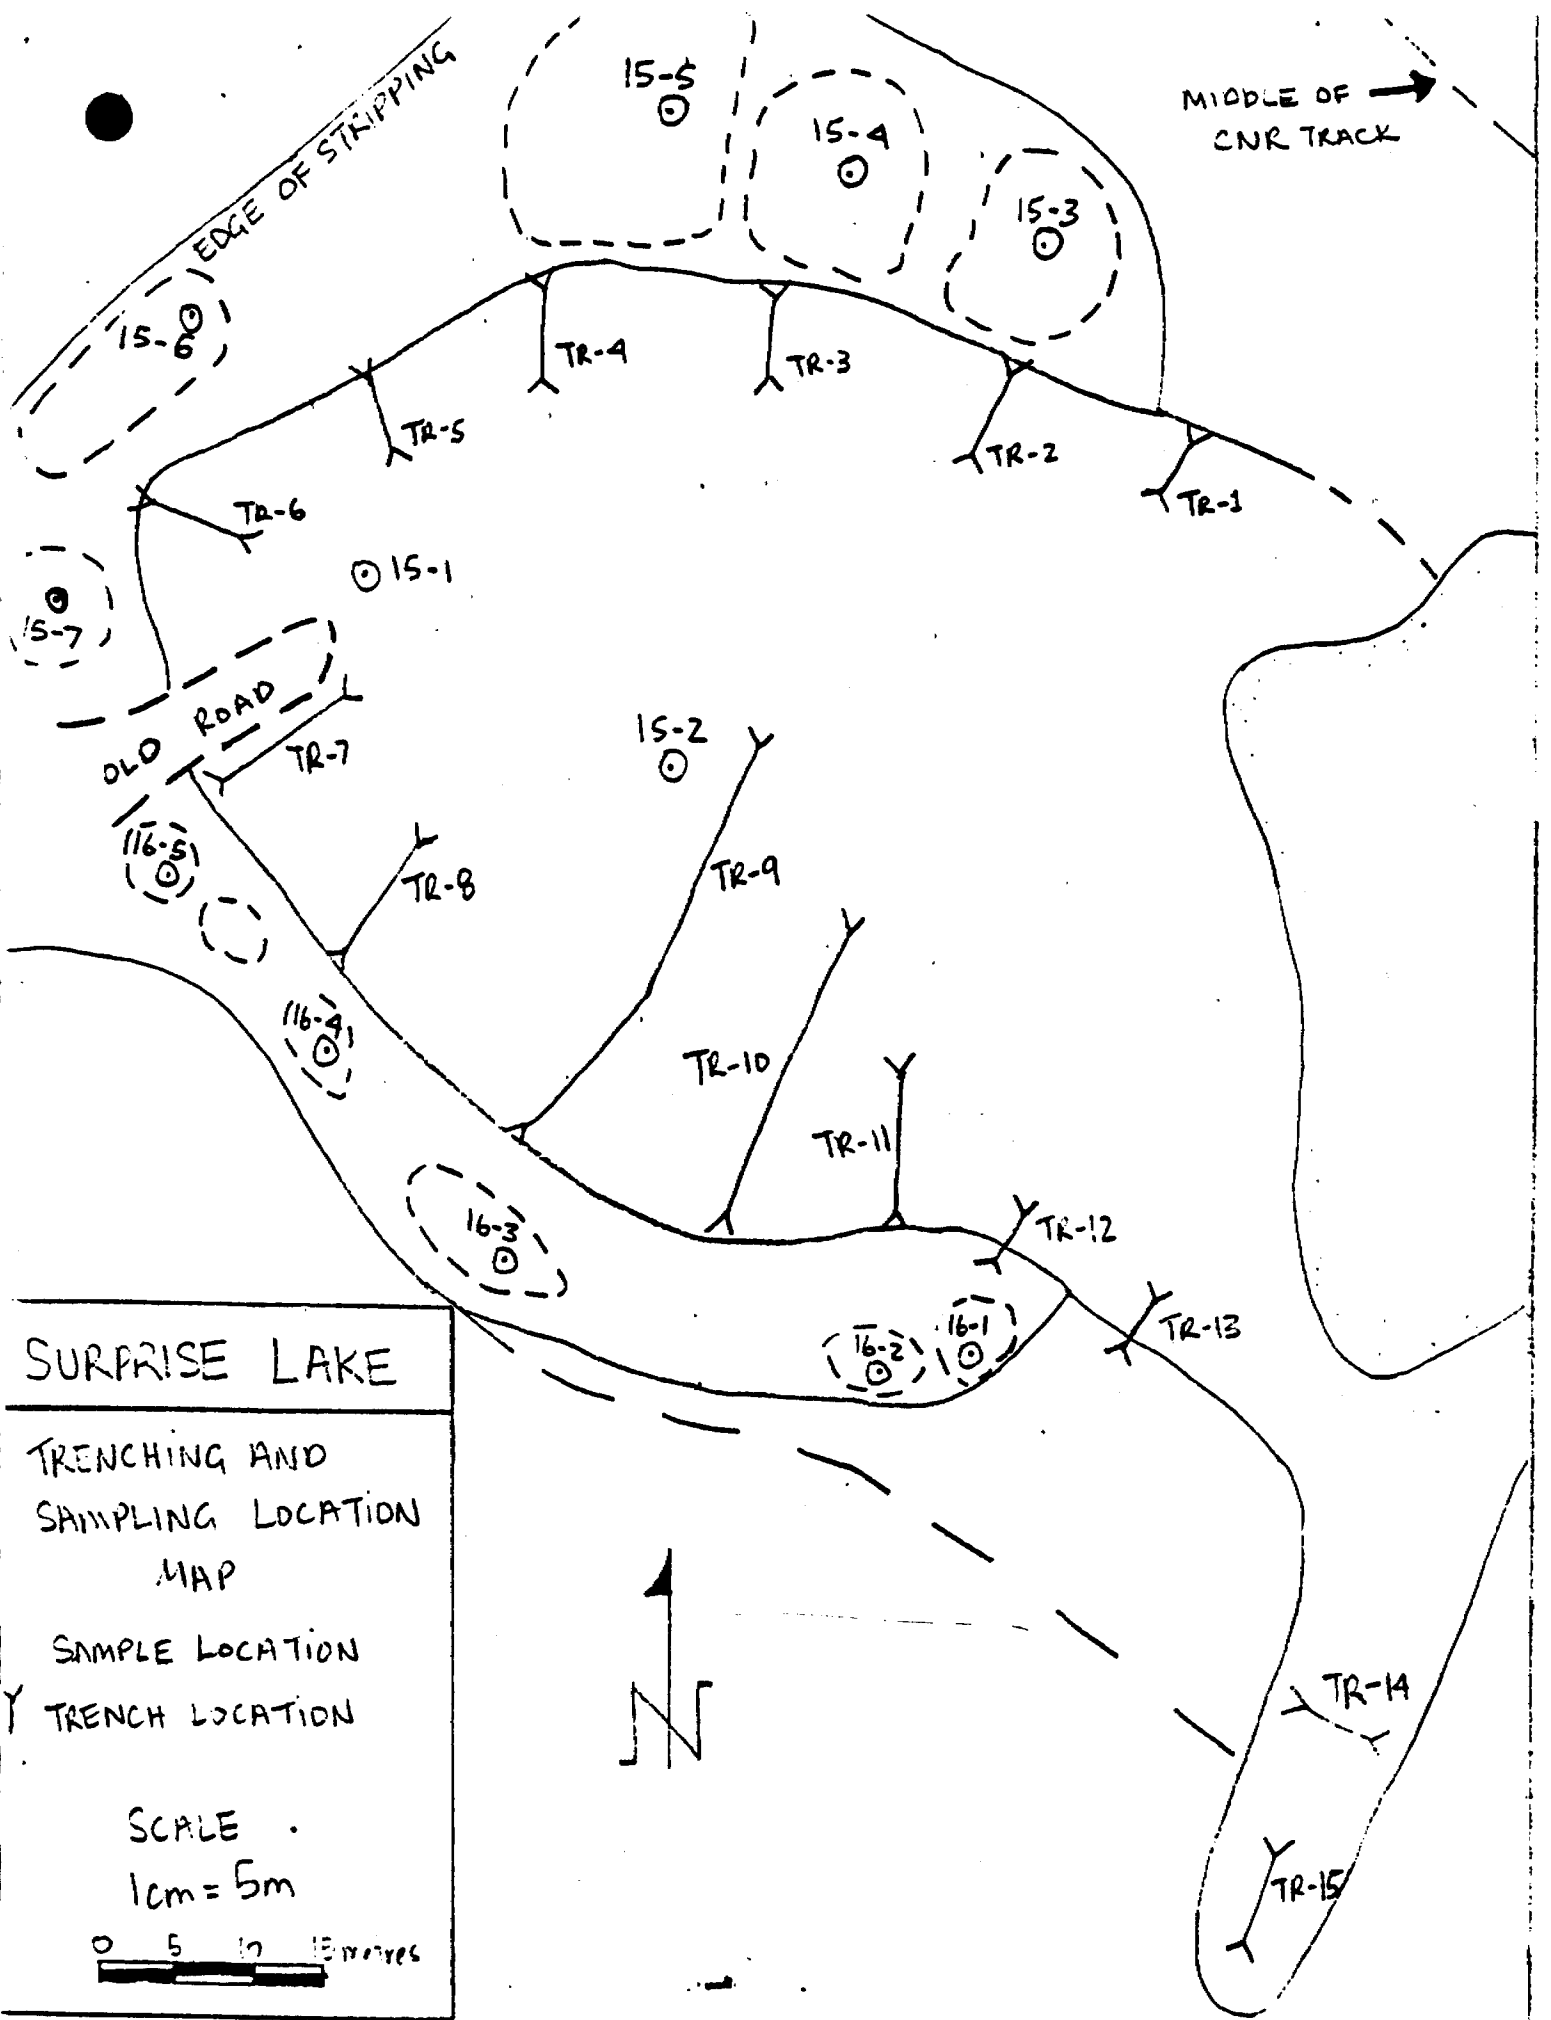 EDGE OF STRIPPING
15-5
15-4
15-3
MIDDLE OF
CNR TRACK
15-6
TR-4
TR-3
TR-5
TR-2
TR-1
TR-6
15-1
15-7
OLD ROAD
TR-7
15-2
16-5
TR-8
TR-9
16-4
TR-10
TR-11
16-3
TR-12
16-2
16-1
TR-13
SURPRISE LAKE
TRENCHING AND
SAMPLING LOCATION
MAP
SAMPLE LOCATION
Y TRENCH LOCATION
N
TR-14
SCALE
1cm = 5m
TR-15
0 5 10 15 metres